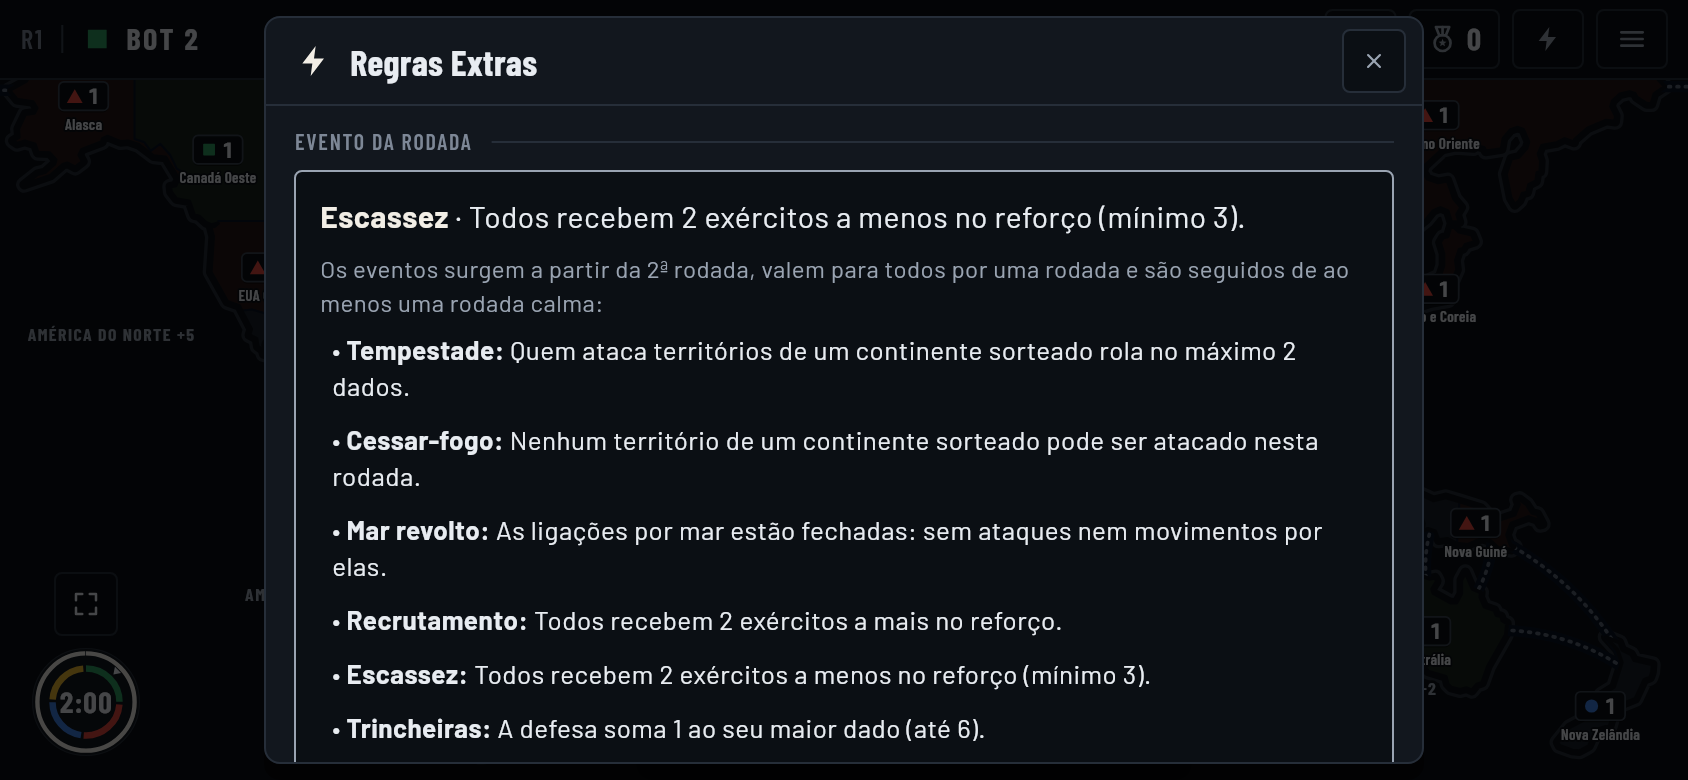 R1
BOT 2
Regras Extras
0
EVENTO DA RODADA
Escassez · Todos recebem 2 exércitos a menos no reforço (mínimo 3).
Os eventos surgem a partir da 2ª rodada, valem para todos por uma rodada e são seguidos de ao
menos uma rodada calma:
• Tempestade: Quem ataca territórios de um continente sorteado rola no máximo 2
dados.
• Cessar-fogo: Nenhum território de um continente sorteado pode ser atacado nesta
rodada.
• Mar revolto: As ligações por mar estão fechadas: sem ataques nem movimentos por
elas.
• Recrutamento: Todos recebem 2 exércitos a mais no reforço.
• Escassez: Todos recebem 2 exércitos a menos no reforço (mínimo 3).
• Trincheiras: A defesa soma 1 ao seu maior dado (até 6).
1
Alasca
1
Canadá Oeste
EUA
AMÉRICA DO NORTE +5
AM
2:00
1
no Oriente
1
o e Coreia
1
Nova Guiné
1
trália
-2
1
Nova Zelândia